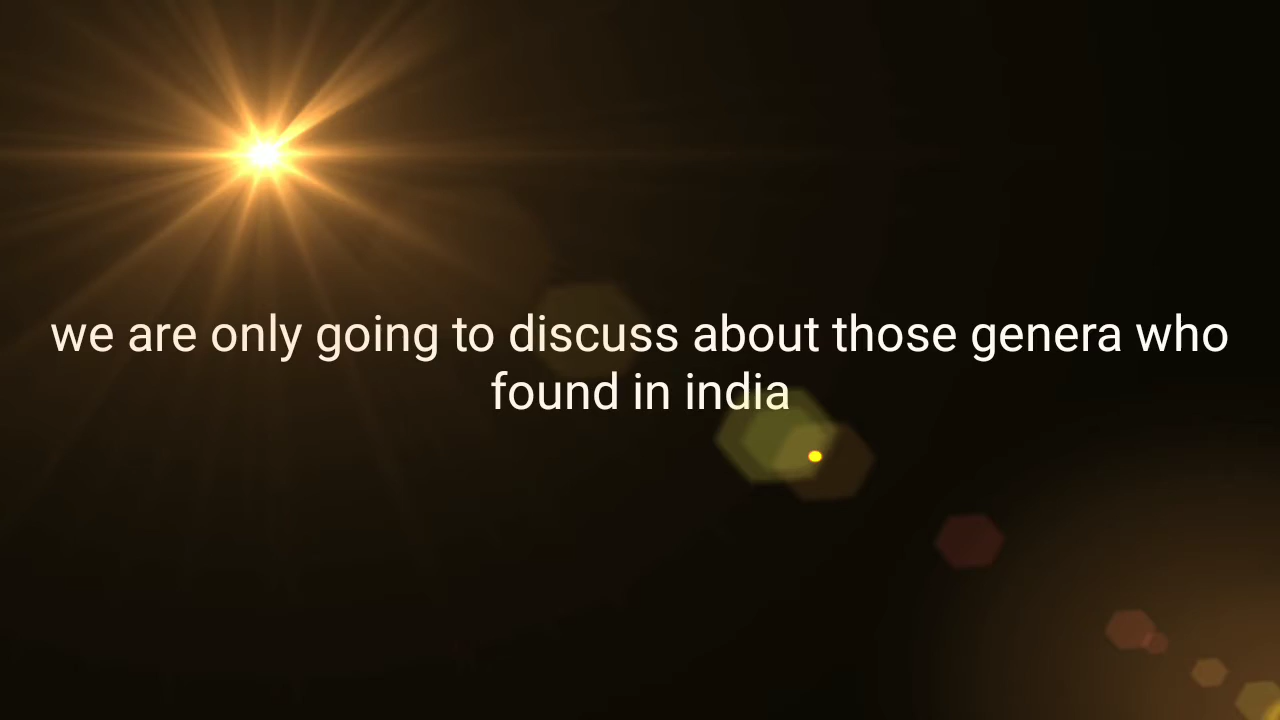 we are only going to discuss about those genera who
found in india